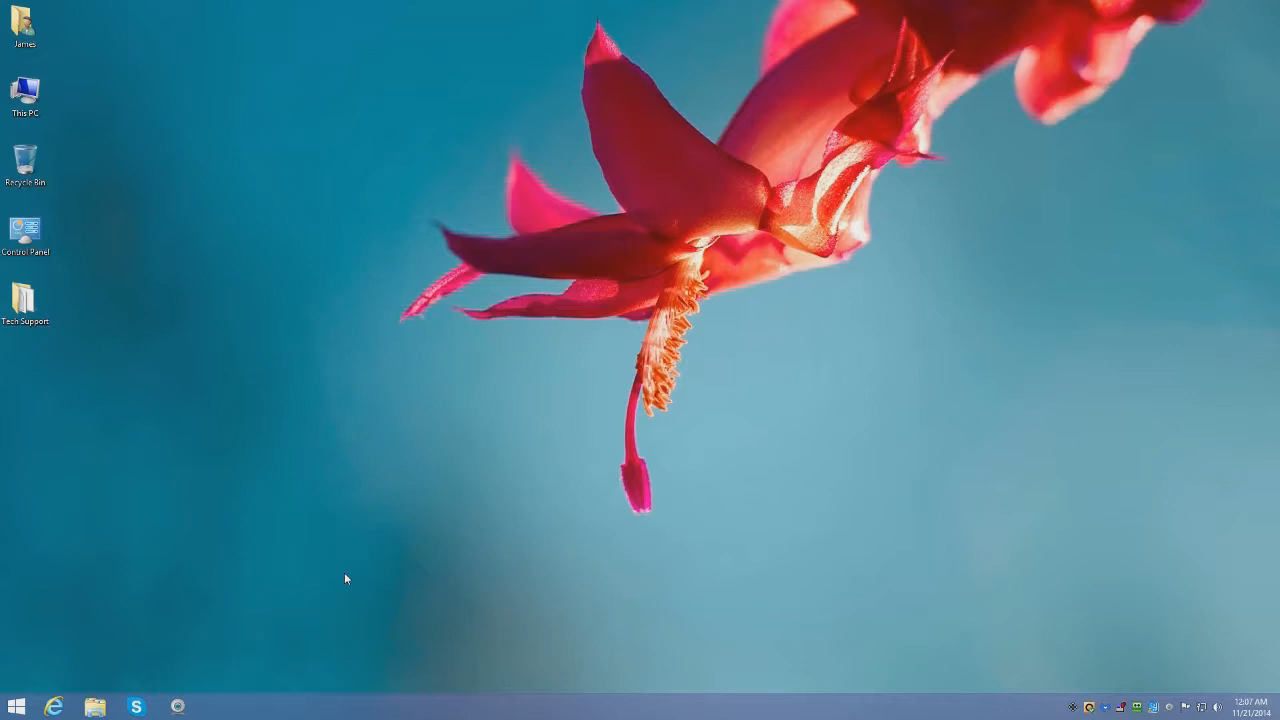 James
This PC
Recycle Bin
Control Panel
Tech Support
12:07 AM
11/21/2014